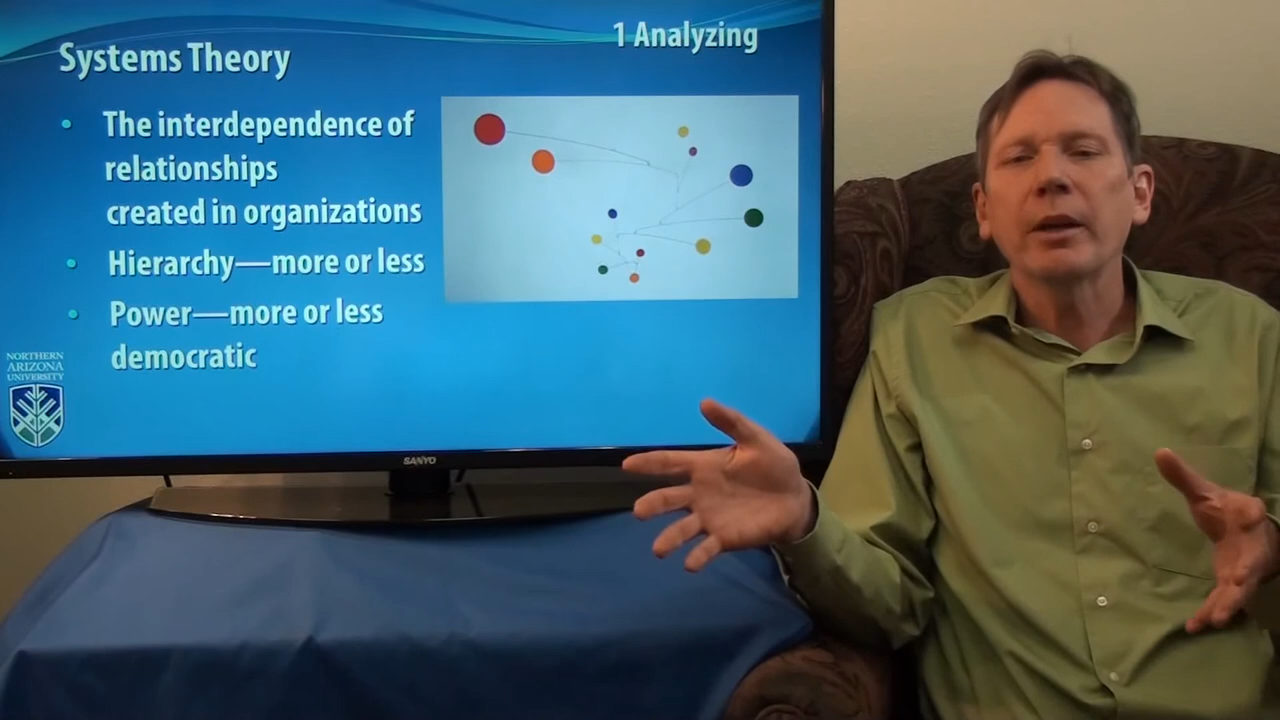 1 Analyzing
Systems Theory
• The interdependence of
relationships
created in organizations
• Hierarchy—more or less
• Power—more or less
democratic
NORTHERN
ARIZONA
UNIVERSITY
SANYO